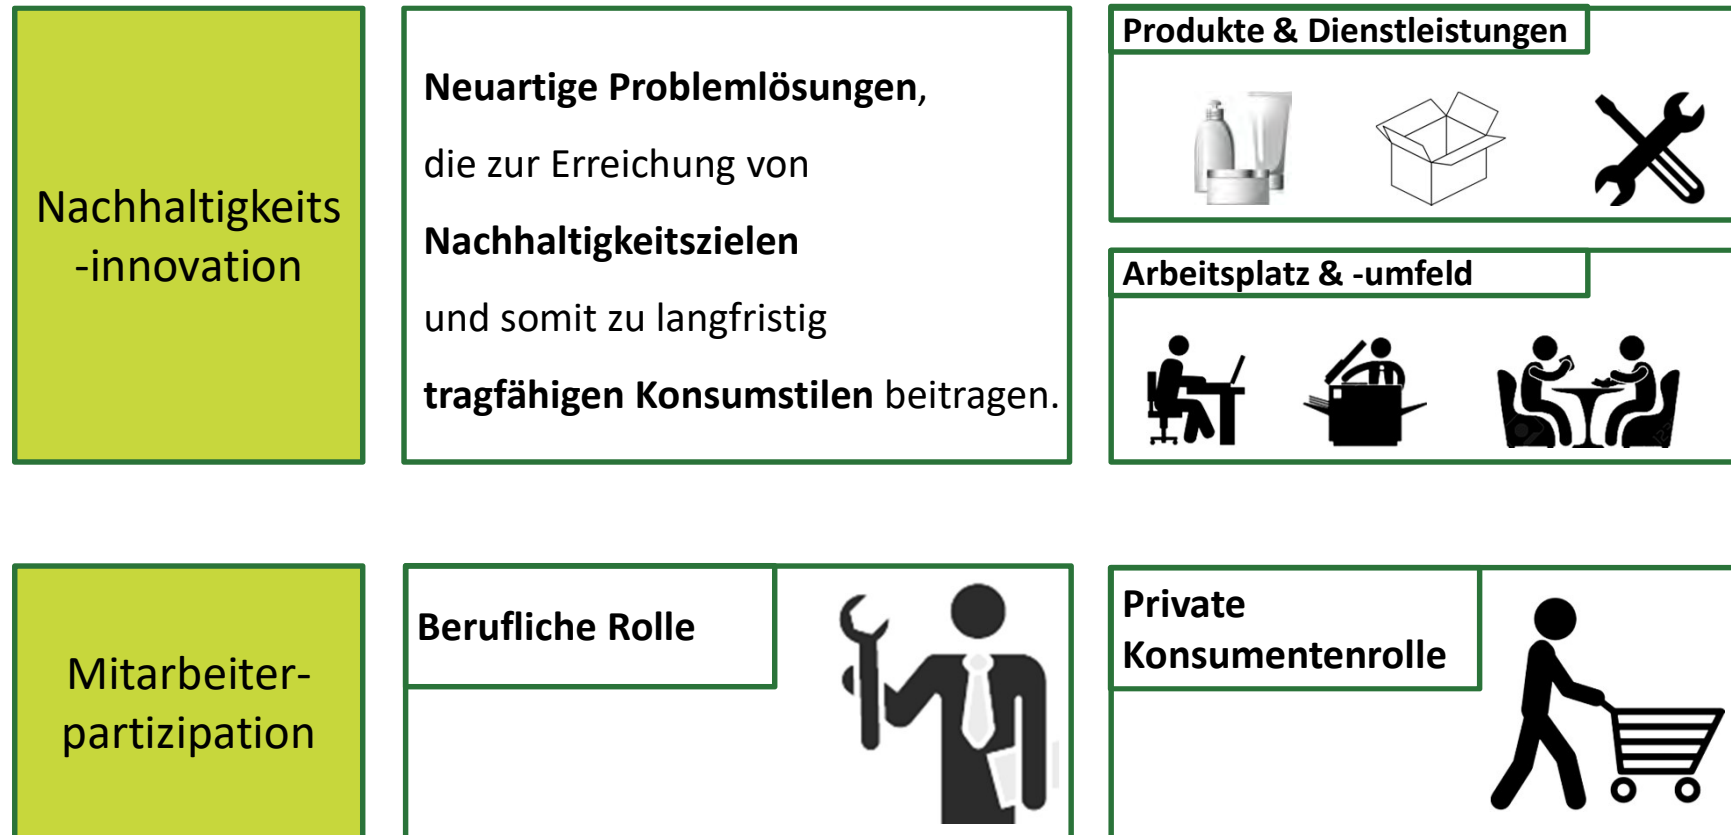 Nachhaltigkeits
-innovation
Neuartige Problemlösungen,
die zur Erreichung von
Nachhaltigkeitszielen
und somit zu langfristig
tragfähigen Konsumstilen beitragen.
Produkte & Dienstleistungen
Arbeitsplatz & -umfeld
Mitarbeiter-
partizipation
Berufliche Rolle
Private
Konsumentenrolle